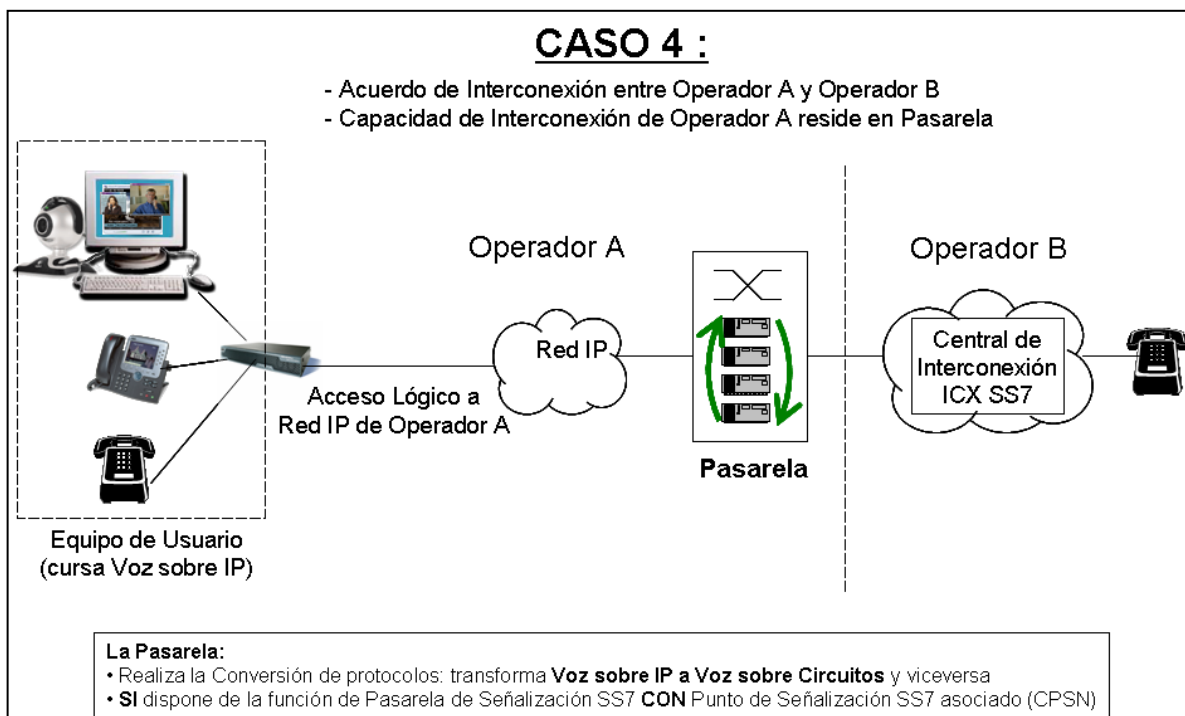 CASO 4 :
- Acuerdo de Interconexión entre Operador A y Operador B
- Capacidad de Interconexión de Operador A reside en Pasarela
Operador A
Operador B
Red IP
Central de
Interconexión
ICX SS7
Acceso Lógico a
Red IP de Operador A
Pasarela
Equipo de Usuario
(cursa Voz sobre IP)
La Pasarela:
• Realiza la Conversión de protocolos: transforma Voz sobre IP a Voz sobre Circuitos y viceversa
• SI dispone de la función de Pasarela de Señalización SS7 CON Punto de Señalización SS7 asociado (CPSN)